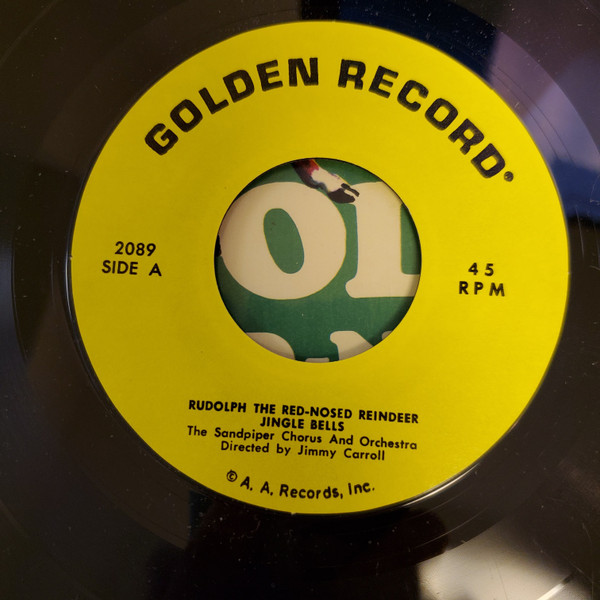 GOLDEN RECORD®
2089
SIDE A
45
RPM
OL
RUDOLPH THE RED-NOSED REINDEER
JINGLE BELLS
The Sandpiper Chorus And Orchestra
Directed by Jimmy Carroll
© A. A. Records, Inc.